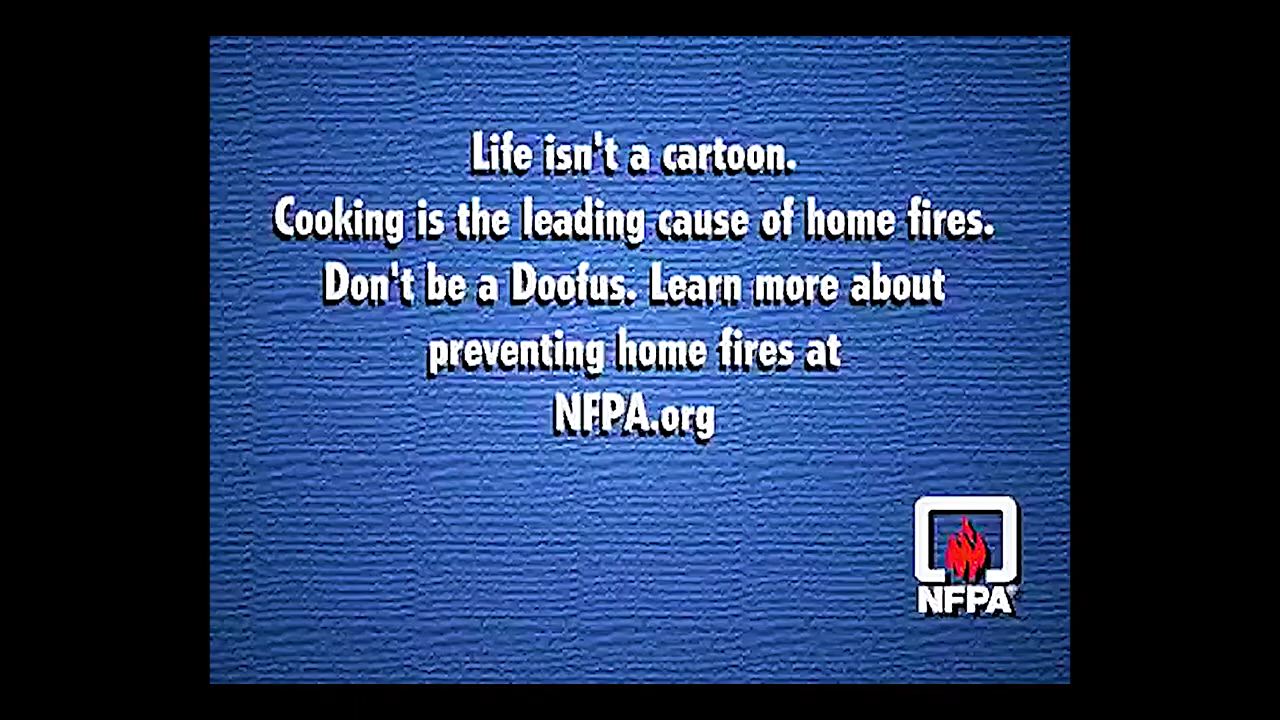 Life isn't a cartoon.
Cooking is the leading cause of home fires.
Don't be a Doofus. Learn more about
preventing home fires at
NFPA.org
NFPA®